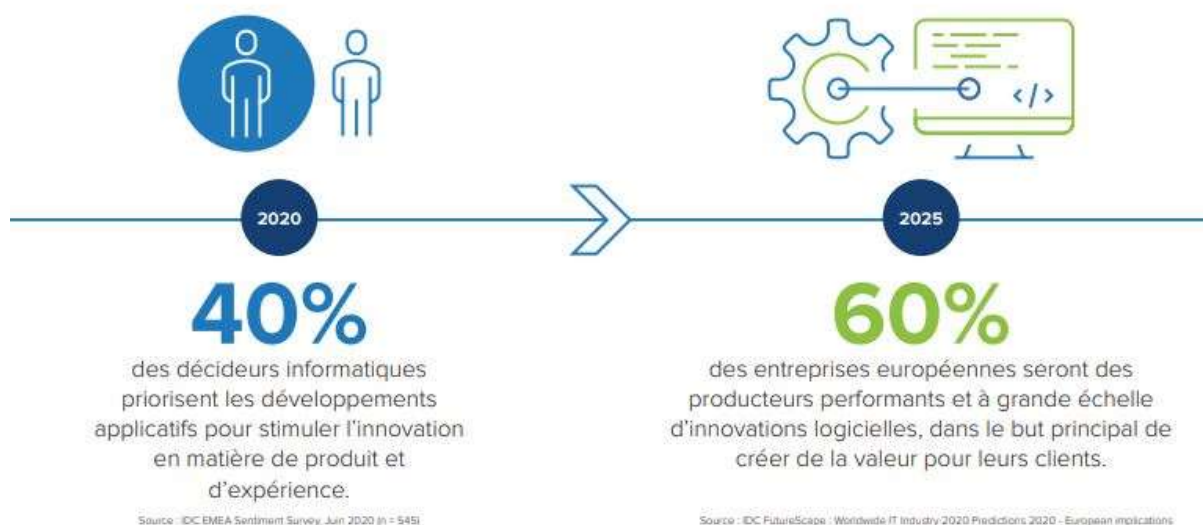 </>
2020
2025
40%
des décideurs informatiques
priorisent les développements
applicatifs pour stimuler l'innovation
en matière de produit et
d'expérience.
Source : IDC EMEA Sentiment Survey, Juin 2020 (n = 545)
60%
des entreprises européennes seront des
producteurs performants et à grande échelle
d'innovations logicielles, dans le but principal de
créer de la valeur pour leurs clients.
Source : IDC FutureScape : Worldwide IT Industry 2020 Predictions 2020 - European implications